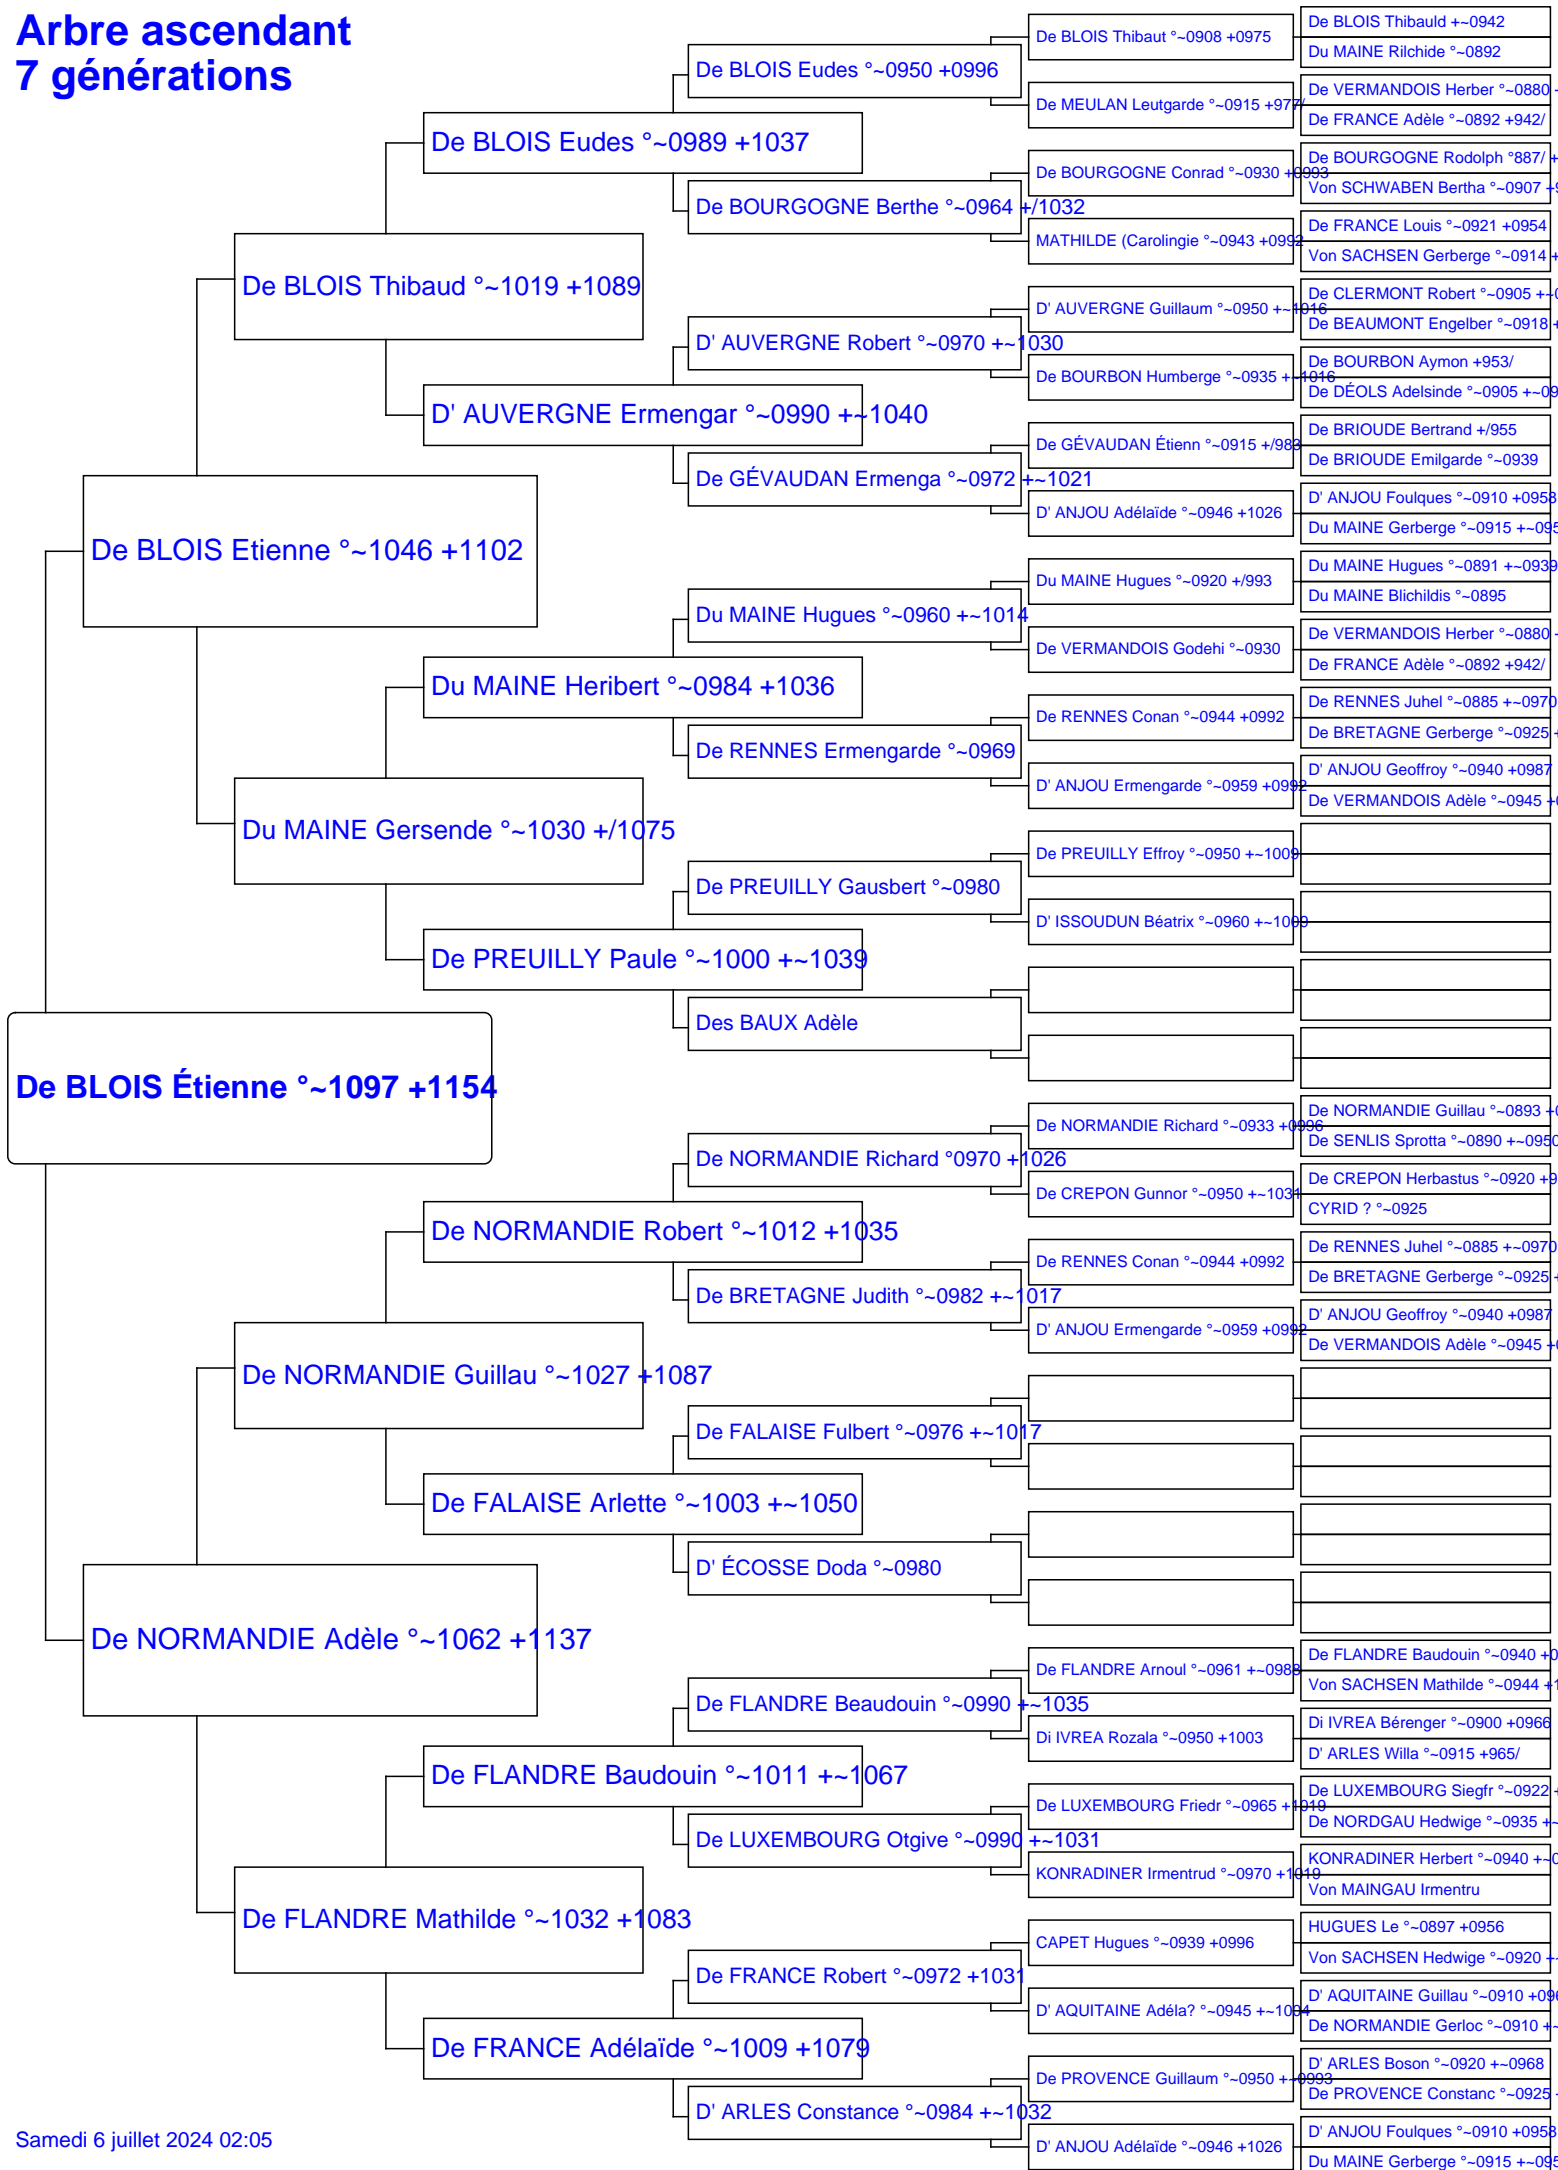 Arbre ascendant
7 générations
De BLOIS Étienne °~1097 +1154
De BLOIS Etienne °~1046 +1102
De NORMANDIE Adèle °~1062 +1137
De BLOIS Thibaud °~1019 +1089
Du MAINE Gersende °~1030 +/1075
De NORMANDIE Guillau °~1027 +1087
De FLANDRE Mathilde °~1032 +1083
De BLOIS Eudes °~0989 +1037
D' AUVERGNE Ermengar °~0990 +~1040
Du MAINE Heribert °~0984 +1036
De PREUILLY Paule °~1000 +~1039
De NORMANDIE Robert °~1012 +1035
De FALAISE Arlette °~1003 +~1050
De FLANDRE Baudouin °~1011 +~1067
De FRANCE Adélaïde °~1009 +1079
De BLOIS Eudes °~0950 +0996
De BOURGOGNE Berthe °~0964 +/1032
D' AUVERGNE Robert °~0970 +~1030
De GÉVAUDAN Ermenga °~0972 +~1021
Du MAINE Hugues °~0960 +~1014
De RENNES Ermengarde °~0969
De PREUILLY Gausbert °~0980
Des BAUX Adèle
De NORMANDIE Richard °0970 +1026
De BRETAGNE Judith °~0982 +~1017
De FALAISE Fulbert °~0976 +~1017
D' ÉCOSSE Doda °~0980
De FLANDRE Beaudouin °~0990 +~1035
De LUXEMBOURG Otgive °~0990 +~1031
De FRANCE Robert °~0972 +1031
D' ARLES Constance °~0984 +~1032
De BLOIS Thibaut °~0908 +0975
De MEULAN Leutgarde °~0915 +977/
De BOURGOGNE Conrad °~0930 +0993
MATHILDE (Carolingie °~0943 +0992
D' AUVERGNE Guillaum °~0950 +~1016
De BOURBON Humberge °~0935 +~1016
De GÉVAUDAN Étienn °~0915 +/983
D' ANJOU Adélaïde °~0946 +1026
Du MAINE Hugues °~0920 +/993
De VERMANDOIS Godehi °~0930
De RENNES Conan °~0944 +0992
D' ANJOU Ermengarde °~0959 +0992
De PREUILLY Effroy °~0950 +~1009
D' ISSOUDUN Béatrix °~0960 +~1009
De NORMANDIE Richard °~0933 +0996
De CREPON Gunnor °~0950 +~1031
De RENNES Conan °~0944 +0992
D' ANJOU Ermengarde °~0959 +0992
De FLANDRE Arnoul °~0961 +~0988
Di IVREA Rozala °~0950 +1003
De LUXEMBOURG Friedr °~0965 +1019
KONRADINER Irmentrud °~0970 +1019
CAPET Hugues °~0939 +0996
D' AQUITAINE Adéla? °~0945 +~1004
De PROVENCE Guillaum °~0950 +~0993
D' ANJOU Adélaïde °~0946 +1026
De BLOIS Thibauld +~0942
Du MAINE Rilchide °~0892
De VERMANDOIS Herber °~0880 +
De FRANCE Adèle °~0892 +942/
De BOURGOGNE Rodolph °887/ +
Von SCHWABEN Bertha °~0907 +9
De FRANCE Louis °~0921 +0954
Von SACHSEN Gerberge °~0914 +
De CLERMONT Robert °~0905 +~0
De BEAUMONT Engelber °~0918 +
De BOURBON Aymon +953/
De DÉOLS Adelsinde °~0905 +~09
De BRIOUDE Bertrand +/955
De BRIOUDE Emilgarde °~0939
D' ANJOU Foulques °~0910 +0958
Du MAINE Gerberge °~0915 +~095
Du MAINE Hugues °~0891 +~0939
Du MAINE Blichildis °~0895
De VERMANDOIS Herber °~0880 +
De FRANCE Adèle °~0892 +942/
De RENNES Juhel °~0885 +~0970
De BRETAGNE Gerberge °~0925 +
D' ANJOU Geoffroy °~0940 +0987
De VERMANDOIS Adèle °~0945 +0
De NORMANDIE Guillau °~0893 +0
De SENLIS Sprotta °~0890 +~0950
De CREPON Herbastus °~0920 +9
CYRID ? °~0925
De RENNES Juhel °~0885 +~0970
De BRETAGNE Gerberge °~0925 +
D' ANJOU Geoffroy °~0940 +0987
De VERMANDOIS Adèle °~0945 +0
De FLANDRE Baudouin °~0940 +0
Von SACHSEN Mathilde °~0944 +1
Di IVREA Bérenger °~0900 +0966
D' ARLES Willa °~0915 +965/
De LUXEMBOURG Siegfr °~0922 +
De NORDGAU Hedwige °~0935 +~
KONRADINER Herbert °~0940 +~0
Von MAINGAU Irmentru
HUGUES Le °~0897 +0956
Von SACHSEN Hedwige °~0920 +~
D' AQUITAINE Guillau °~0910 +096
De NORMANDIE Gerloc °~0910 +~
D' ARLES Boson °~0920 +~0968
De PROVENCE Constanc °~0925 +
D' ANJOU Foulques °~0910 +0958
Du MAINE Gerberge °~0915 +~095
Samedi 6 juillet 2024 02:05